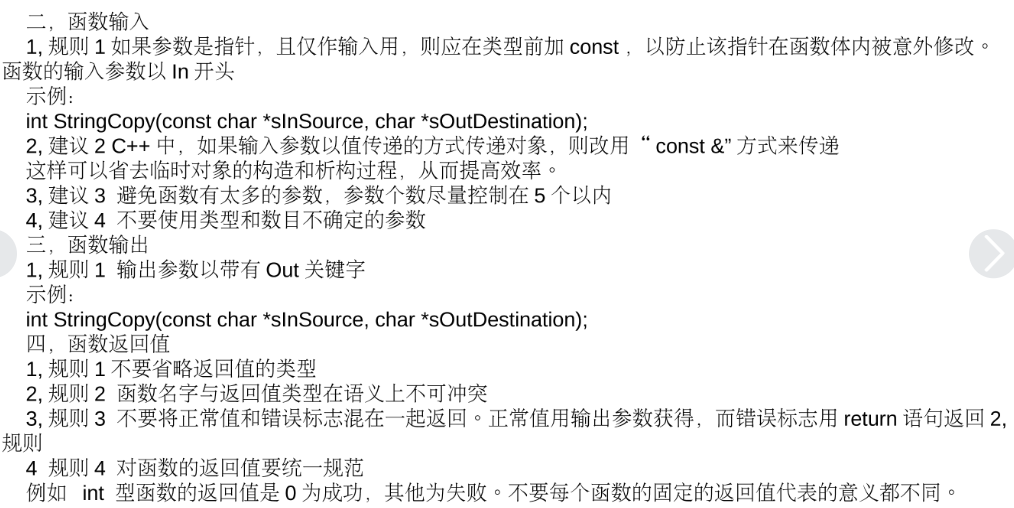 二，函数输入
1, 规则 1 如果参数是指针，且仅作输入用，则应在类型前加 const ，以防止该指针在函数体内被意外修改。
函数的输入参数以 In 开头
示例：
int StringCopy(const char *sInSource, char *sOutDestination);
2, 建议 2 C++ 中，如果输入参数以值传递的方式传递对象，则改用 “ const &” 方式来传递
这样可以省去临时对象的构造和析构过程，从而提高效率。
3, 建议 3 避免函数有太多的参数，参数个数尽量控制在 5 个以内
4, 建议 4 不要使用类型和数目不确定的参数
三，函数输出
1, 规则 1 输出参数以带有 Out 关键字
示例：
int StringCopy(const char *sInSource, char *sOutDestination);
四，函数返回值
1, 规则 1 不要省略返回值的类型
2, 规则 2 函数名字与返回值类型在语义上不可冲突
3, 规则 3 不要将正常值和错误标志混在一起返回。正常值用输出参数获得，而错误标志用 return 语句返回 2,
规则
4 规则 4 对函数的返回值要统一规范
例如 int 型函数的返回值是 0 为成功，其他为失败。不要每个函数的固定的返回值代表的意义都不同。